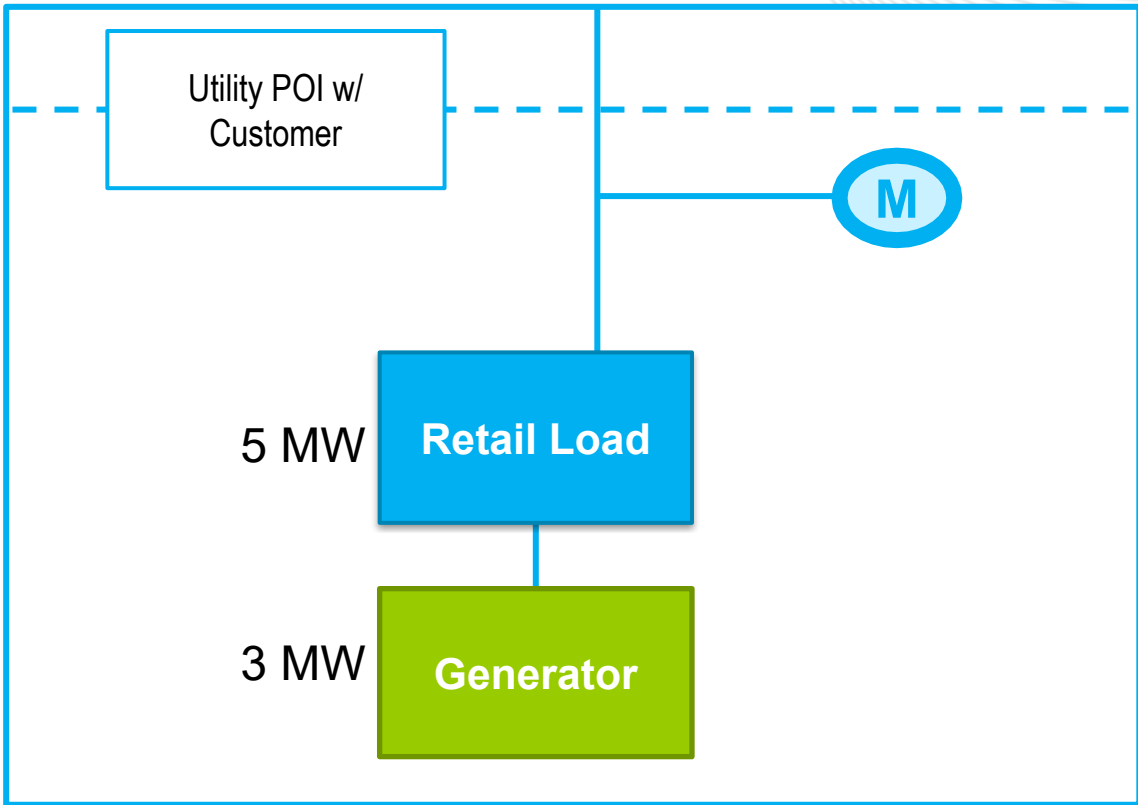 Utility POI w/
Customer
M
5 MW
Retail Load
3 MW
Generator